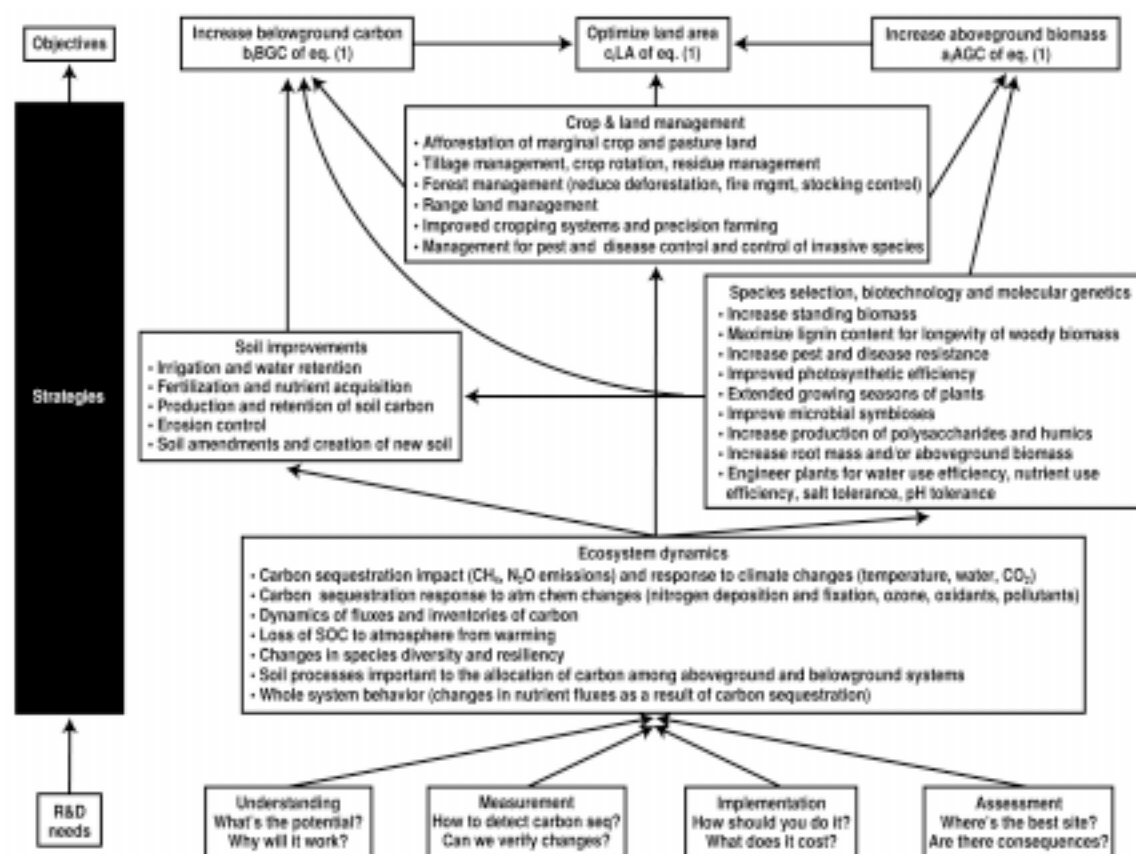 Objectives
Increase belowground carbon
bᵢBGC of eq. (1)
Optimize land area
cᵢLA of eq. (1)
Increase aboveground biomass
aᵢAGC of eq. (1)
Crop & land management
• Afforestation of marginal crop and pasture land
• Tillage management, crop rotation, residue management
• Forest management (reduce deforestation, fire mgmt, stocking control)
• Range land management
• Improved cropping systems and precision farming
• Management for pest and disease control and control of invasive species
Strategies
Soil improvements
• Irrigation and water retention
• Fertilization and nutrient acquisition
• Production and retention of soil carbon
• Erosion control
• Soil amendments and creation of new soil
Species selection, biotechnology and molecular genetics
• Increase standing biomass
• Maximize lignin content for longevity of woody biomass
• Increase pest and disease resistance
• Improved photosynthetic efficiency
• Extended growing seasons of plants
• Improve microbial symbioses
• Increase production of polysaccharides and humics
• Increase root mass and/or aboveground biomass
• Engineer plants for water use efficiency, nutrient use
efficiency, salt tolerance, pH tolerance
Ecosystem dynamics
• Carbon sequestration impact (CH₄, N₂O emissions) and response to climate changes (temperature, water, CO₂)
• Carbon sequestration response to atm chem changes (nitrogen deposition and fixation, ozone, oxidants, pollutants)
• Dynamics of fluxes and inventories of carbon
• Loss of SOC to atmosphere from warming
• Changes in species diversity and resiliency
• Soil processes important to the allocation of carbon among aboveground and belowground systems
• Whole system behavior (changes in nutrient fluxes as a result of carbon sequestration)
R&D
needs
Understanding
What's the potential?
Why will it work?
Measurement
How to detect carbon seq?
Can we verify changes?
Implementation
How should you do it?
What does it cost?
Assessment
Where's the best site?
Are there consequences?